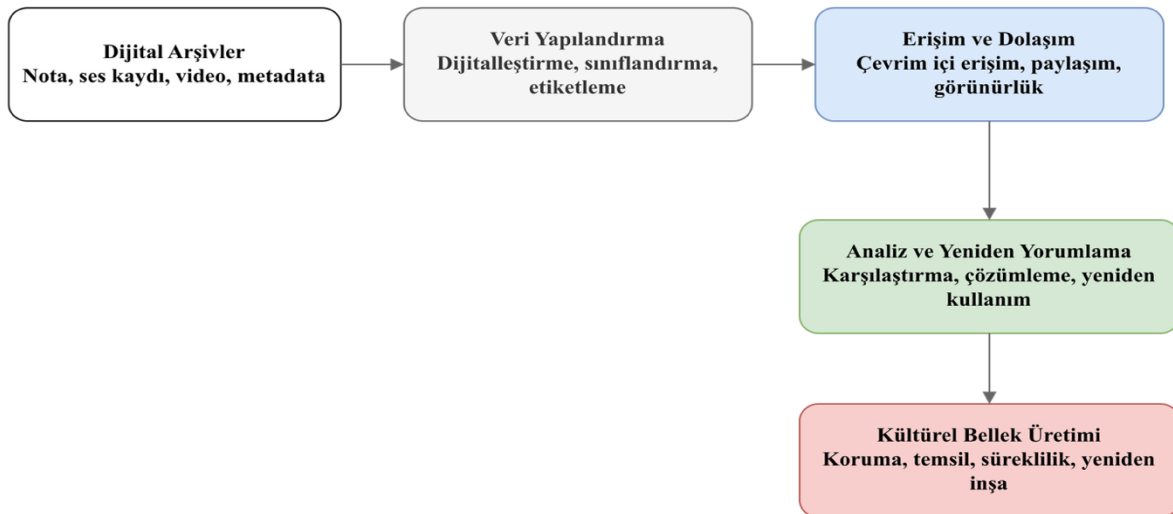 Dijital Arşivler
Nota, ses kaydı, video, metadata
Veri Yapılandırma
Dijitalleştirme, sınıflandırma,
etiketleme
Erişim ve Dolaşım
Çevrim içi erişim, paylaşım,
görünürlük
Analiz ve Yeniden Yorumlama
Karşılaştırma, çözümleme, yeniden
kullanım
Kültürel Bellek Üretimi
Koruma, temsil, süreklilik, yeniden
inşa